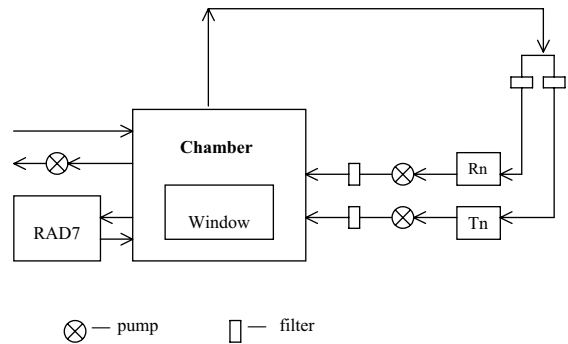 Chamber
Rn
Window
Tn
RAD7
— pump
— filter